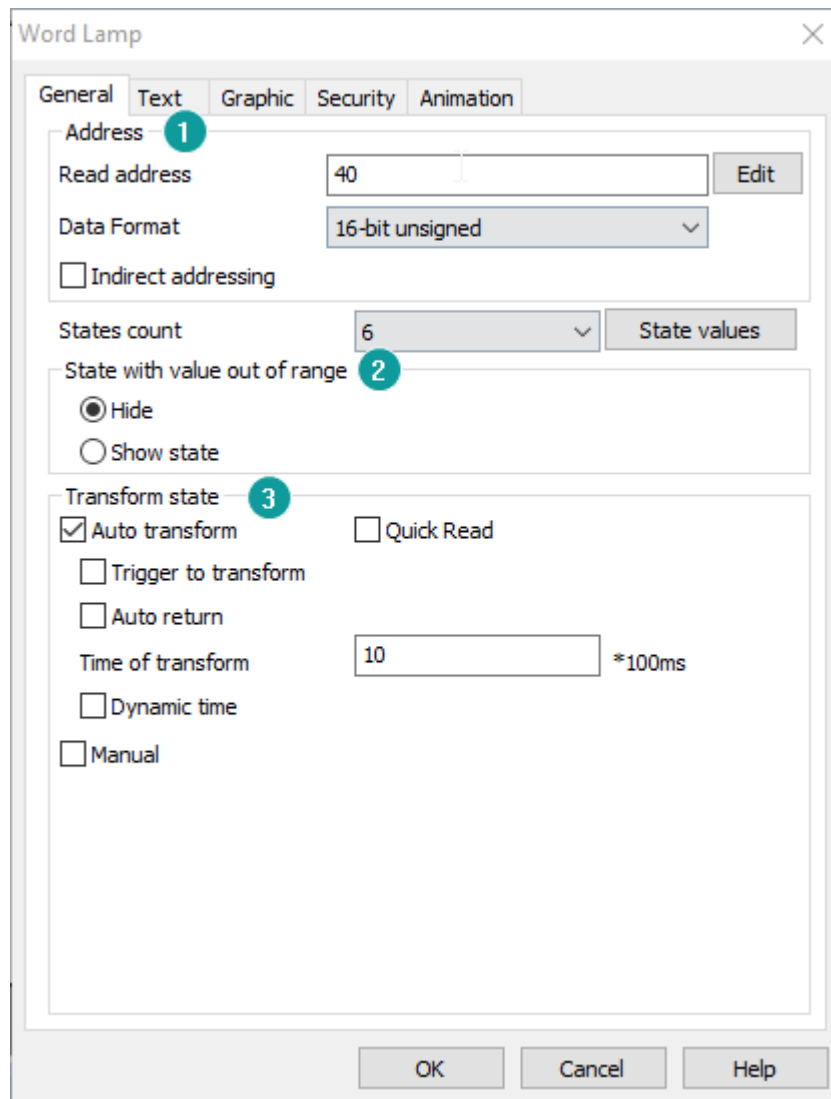 Word Lamp
General Text Graphic Security Animation
Address 1
Read address 40 Edit
Data Format 16-bit unsigned
Indirect addressing
States count 6 State values
State with value out of range 2
Hide
Show state
Transform state 3
Auto transform Quick Read
Trigger to transform
Auto return
Time of transform 10 *100ms
Dynamic time
Manual
OK Cancel Help